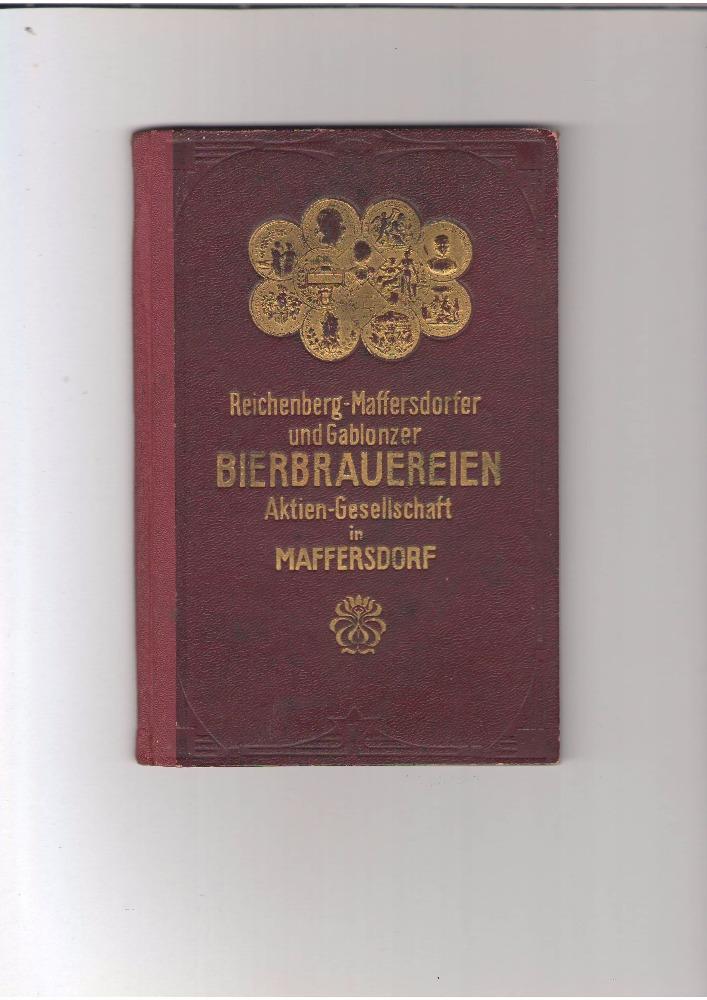 Reichenberg-Maffersdorfer
und Gablonzer
BIERBRAUEREIEN
Aktien-Gesellschaft
in
MAFFERSDORF